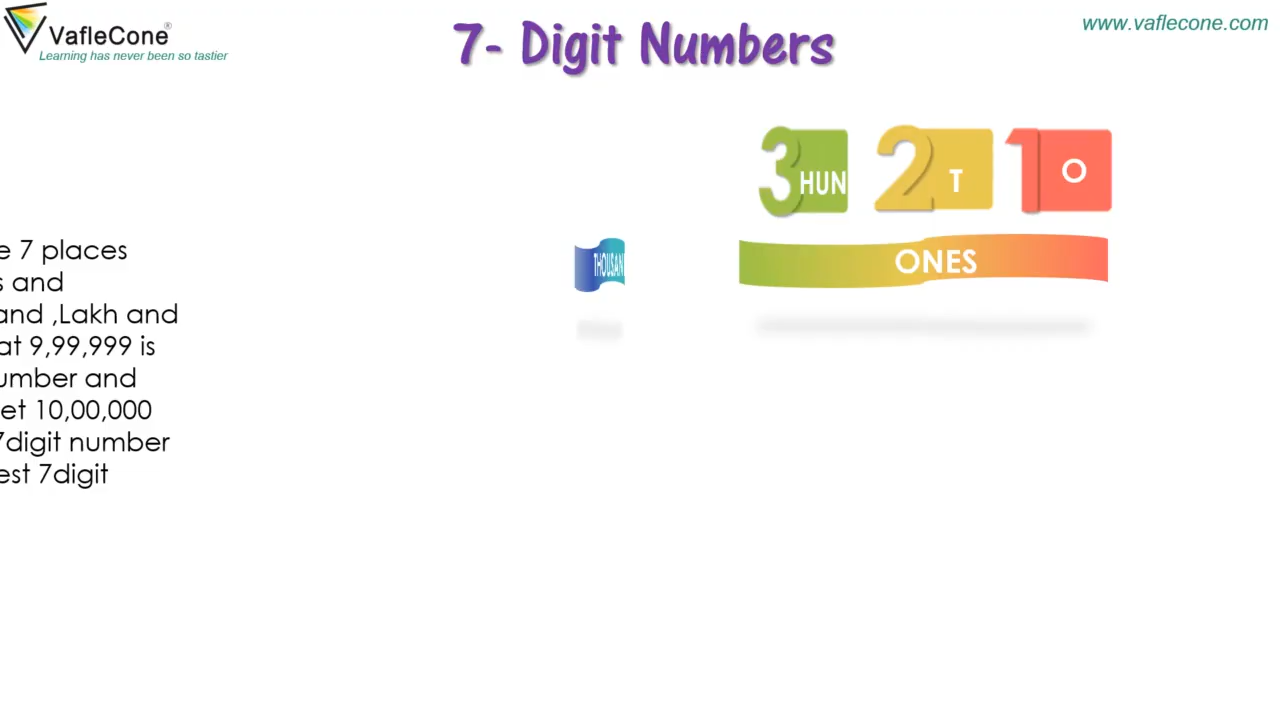 VafleCone®
Learning has never been so tastier
7- Digit Numbers
www.vaflecone.com
3 HUN 2 T 1 O
THOUSAN
ONES
e 7 places
s and
and ,Lakh and
at 9,99,999 is
umber and
et 10,00,000
7digit number
est 7digit